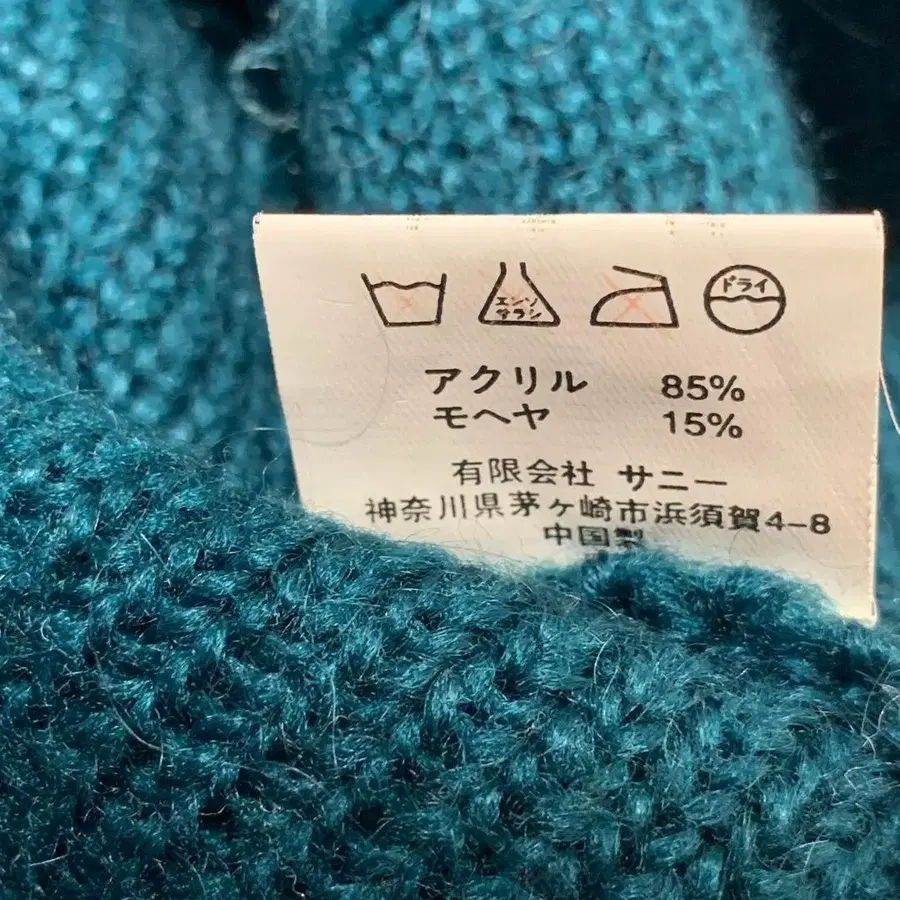 エンソ サラシ ドライ
アクリル 85%
モヘヤ 15%
有限会社 サニー
神奈川県茅ヶ崎市浜須賀4-8
中国製